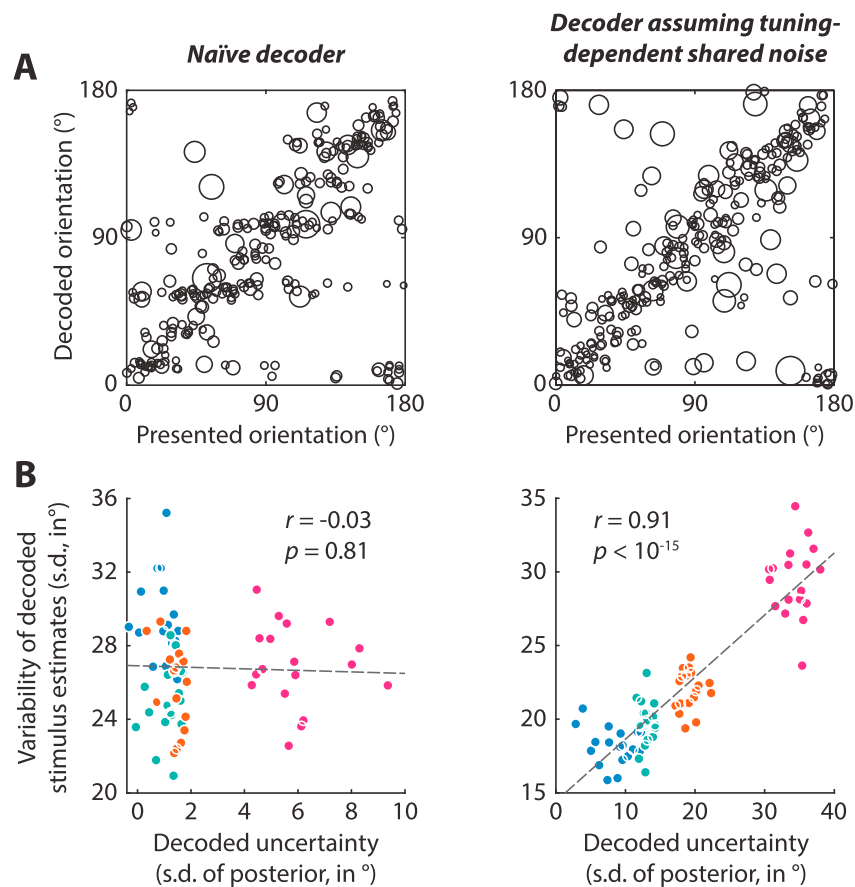 Naïve decoder
Decoder assuming tuning-
dependent shared noise
A
180
90
0
Decoded orientation (°)
0
90
180
Presented orientation (°)
180
90
0
0
90
180
Presented orientation (°)
B
Variability of decoded
stimulus estimates (s.d., in°)
36
32
28
24
20
r = -0.03
p = 0.81
0
2
4
6
8
10
Decoded uncertainty
(s.d. of posterior, in °)
35
30
25
20
15
r = 0.91
p < 10⁻¹⁵
0
10
20
30
40
Decoded uncertainty
(s.d. of posterior, in °)